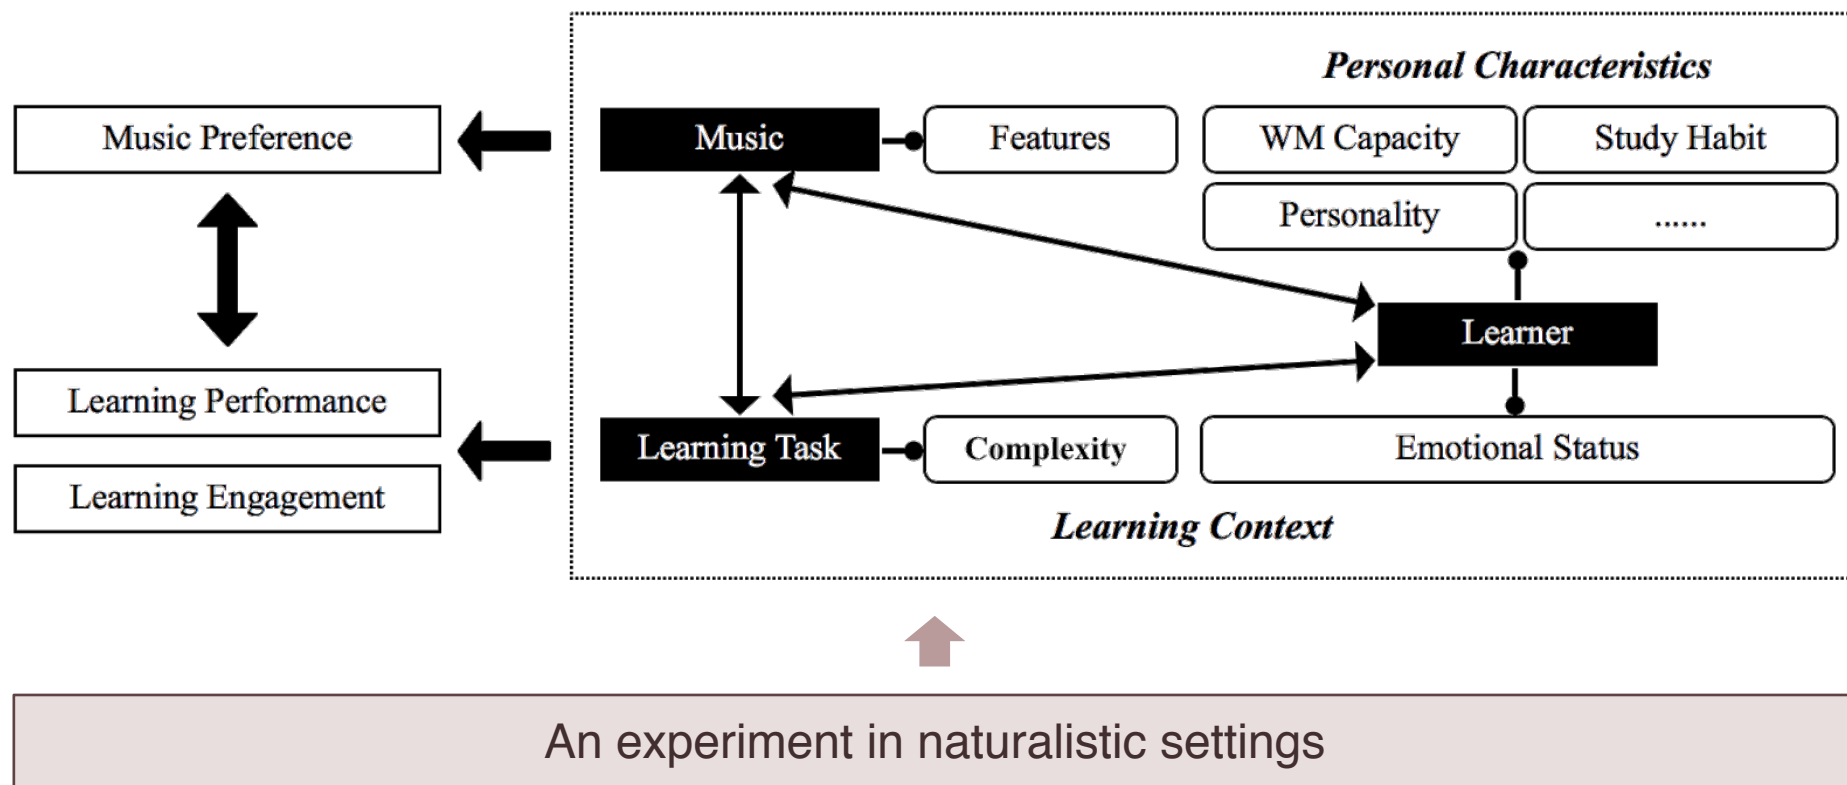 Personal Characteristics
Music Preference
Music
Features
WM Capacity
Study Habit
Personality
......
Learner
Learning Performance
Learning Task
Complexity
Emotional Status
Learning Engagement
Learning Context
An experiment in naturalistic settings